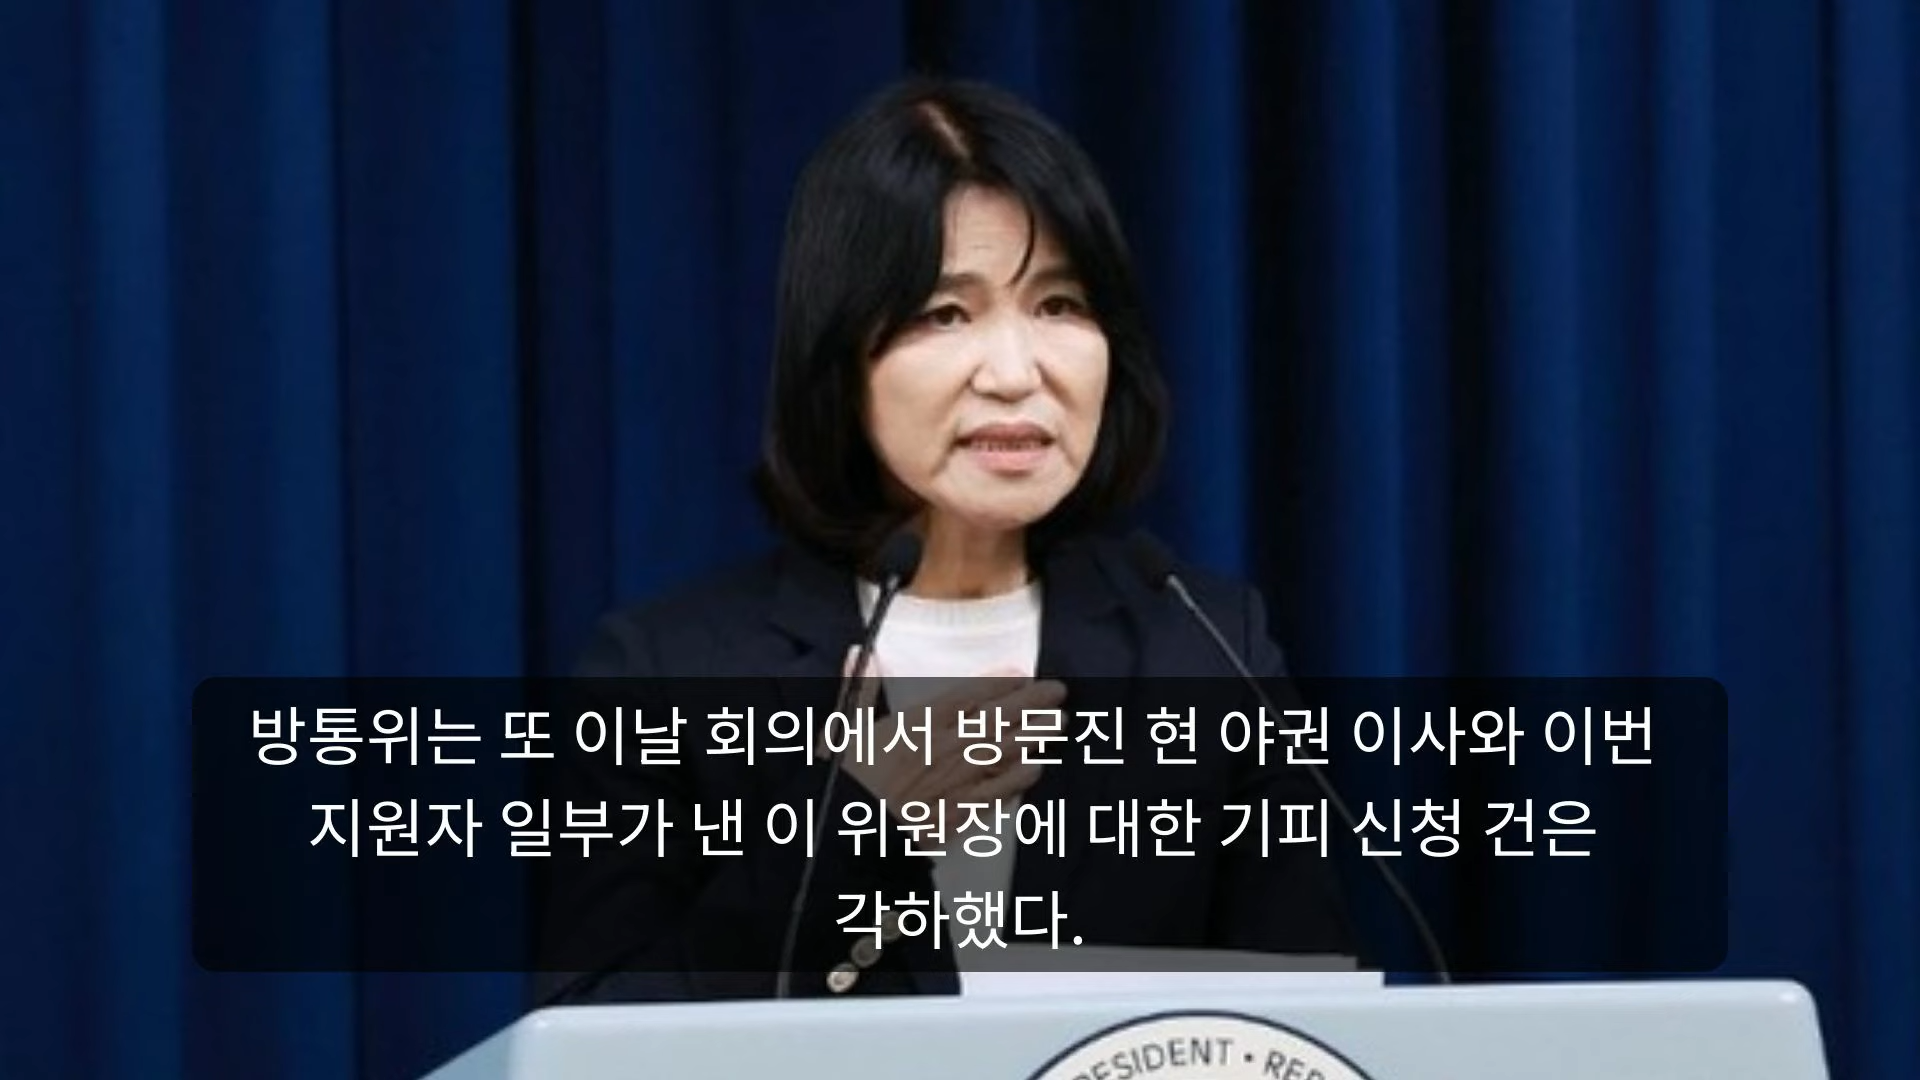 방통위는 또 이날 회의에서 방문진 현 야권 이사와 이번
지원자 일부가 낸 이 위원장에 대한 기피 신청 건은
각하했다.
PRESIDENT • REP